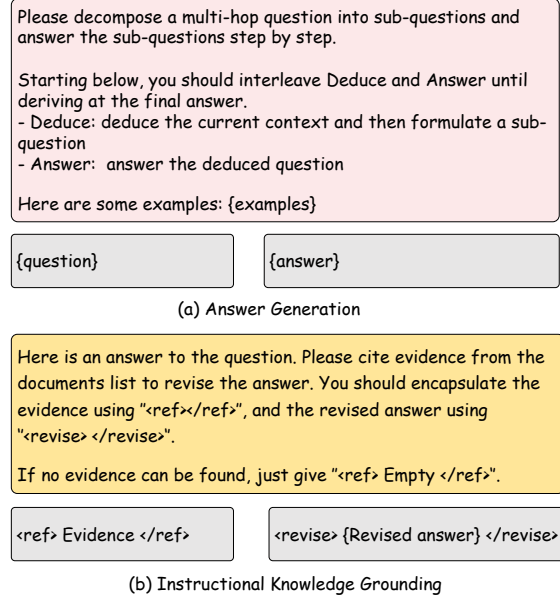 Please decompose a multi-hop question into sub-questions and
answer the sub-questions step by step.
Starting below, you should interleave Deduce and Answer until
deriving at the final answer.
- Deduce: deduce the current context and then formulate a sub-
question
- Answer:  answer the deduced question
Here are some examples: {examples}
{question}
{answer}
(a) Answer Generation
Here is an answer to the question. Please cite evidence from the
documents list to revise the answer. You should encapsulate the
evidence using "<ref></ref>", and the revised answer using
"<revise> </revise>".
If no evidence can be found, just give "<ref> Empty </ref>".
<ref> Evidence </ref>
<revise> {Revised answer} </revise>
(b) Instructional Knowledge Grounding